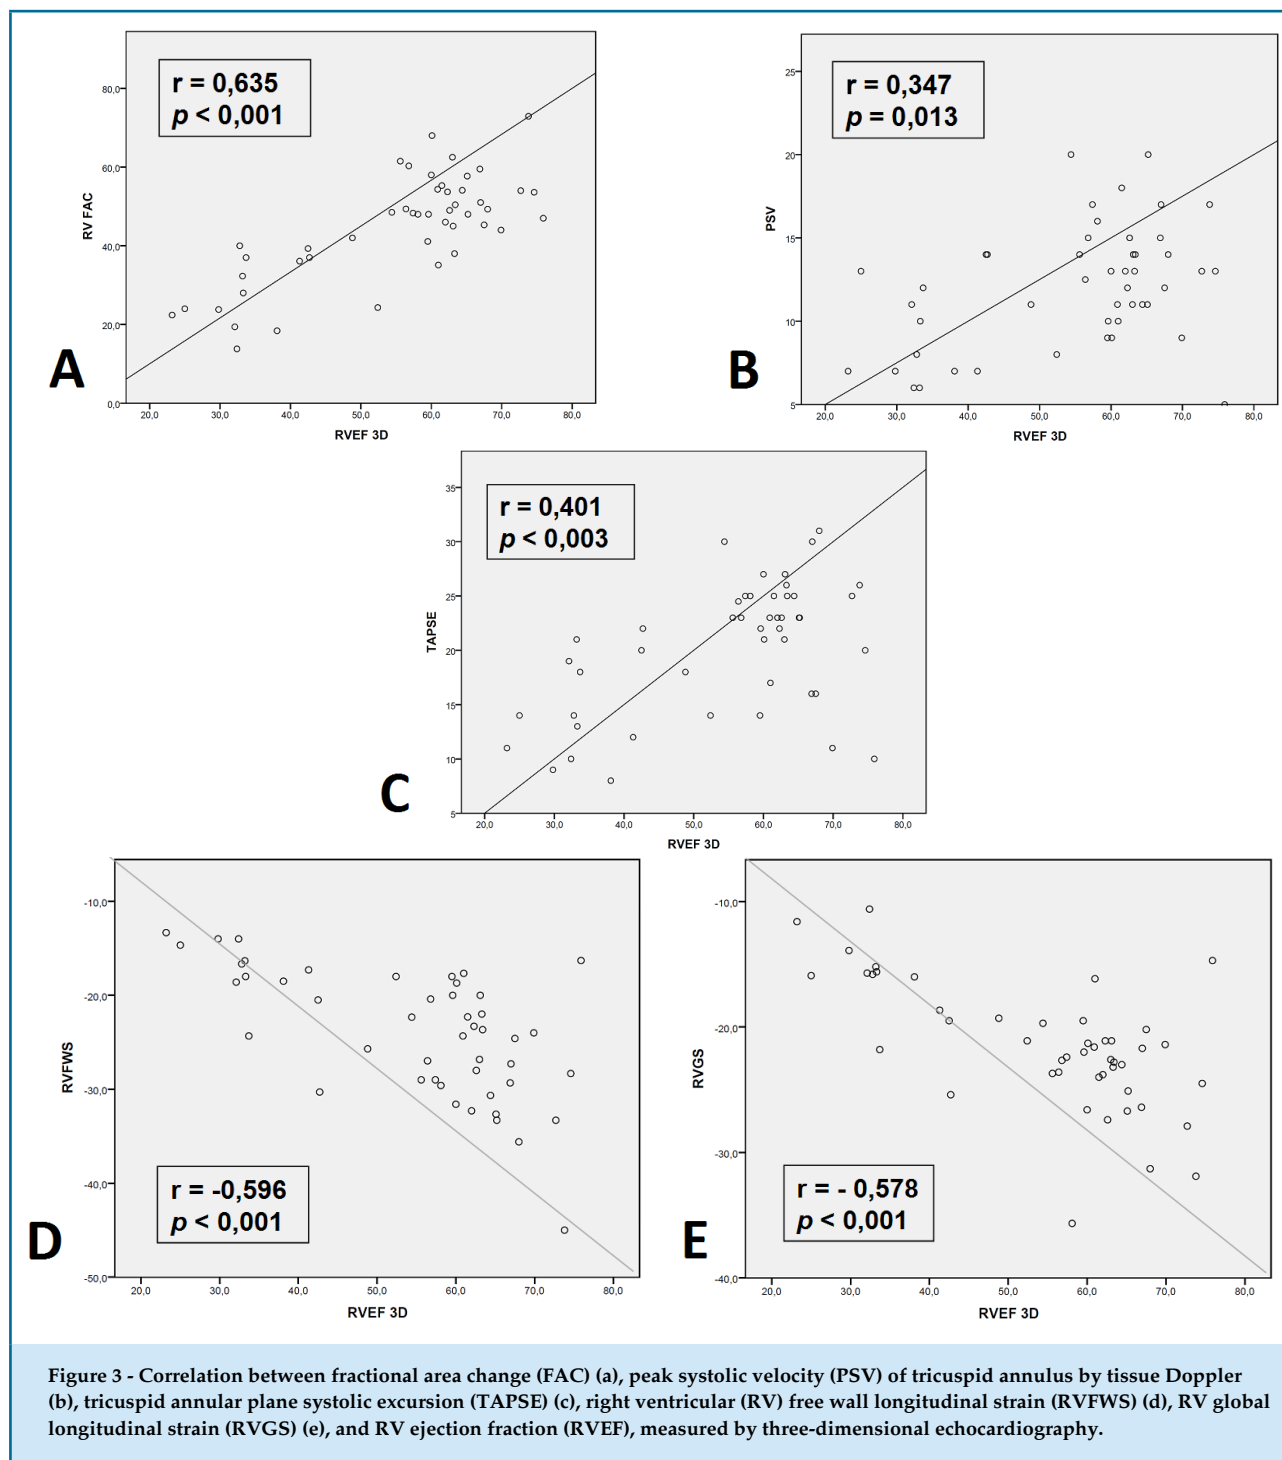 r = 0,635
p < 0,001
80,0
60,0
40,0
20,0
0,0
RV FAC
20,0 30,0 40,0 50,0 60,0 70,0 80,0
RVEF 3D
A
r = 0,347
p = 0,013
25
20
15
10
5
PSV
20,0 30,0 40,0 50,0 60,0 70,0 80,0
RVEF 3D
B
r = 0,401
p < 0,003
35
30
25
20
15
10
5
TAPSE
20,0 30,0 40,0 50,0 60,0 70,0 80,0
RVEF 3D
C
-10,0
-20,0
-30,0
-40,0
-50,0
RVFWS
r = -0,596
p < 0,001
20,0 30,0 40,0 50,0 60,0 70,0 80,0
RVEF 3D
D
-10,0
-20,0
-30,0
-40,0
RVGS
r = - 0,578
p < 0,001
20,0 30,0 40,0 50,0 60,0 70,0 80,0
RVEF 3D
E
Figure 3 - Correlation between fractional area change (FAC) (a), peak systolic velocity (PSV) of tricuspid annulus by tissue Doppler
(b), tricuspid annular plane systolic excursion (TAPSE) (c), right ventricular (RV) free wall longitudinal strain (RVFWS) (d), RV global
longitudinal strain (RVGS) (e), and RV ejection fraction (RVEF), measured by three-dimensional echocardiography.